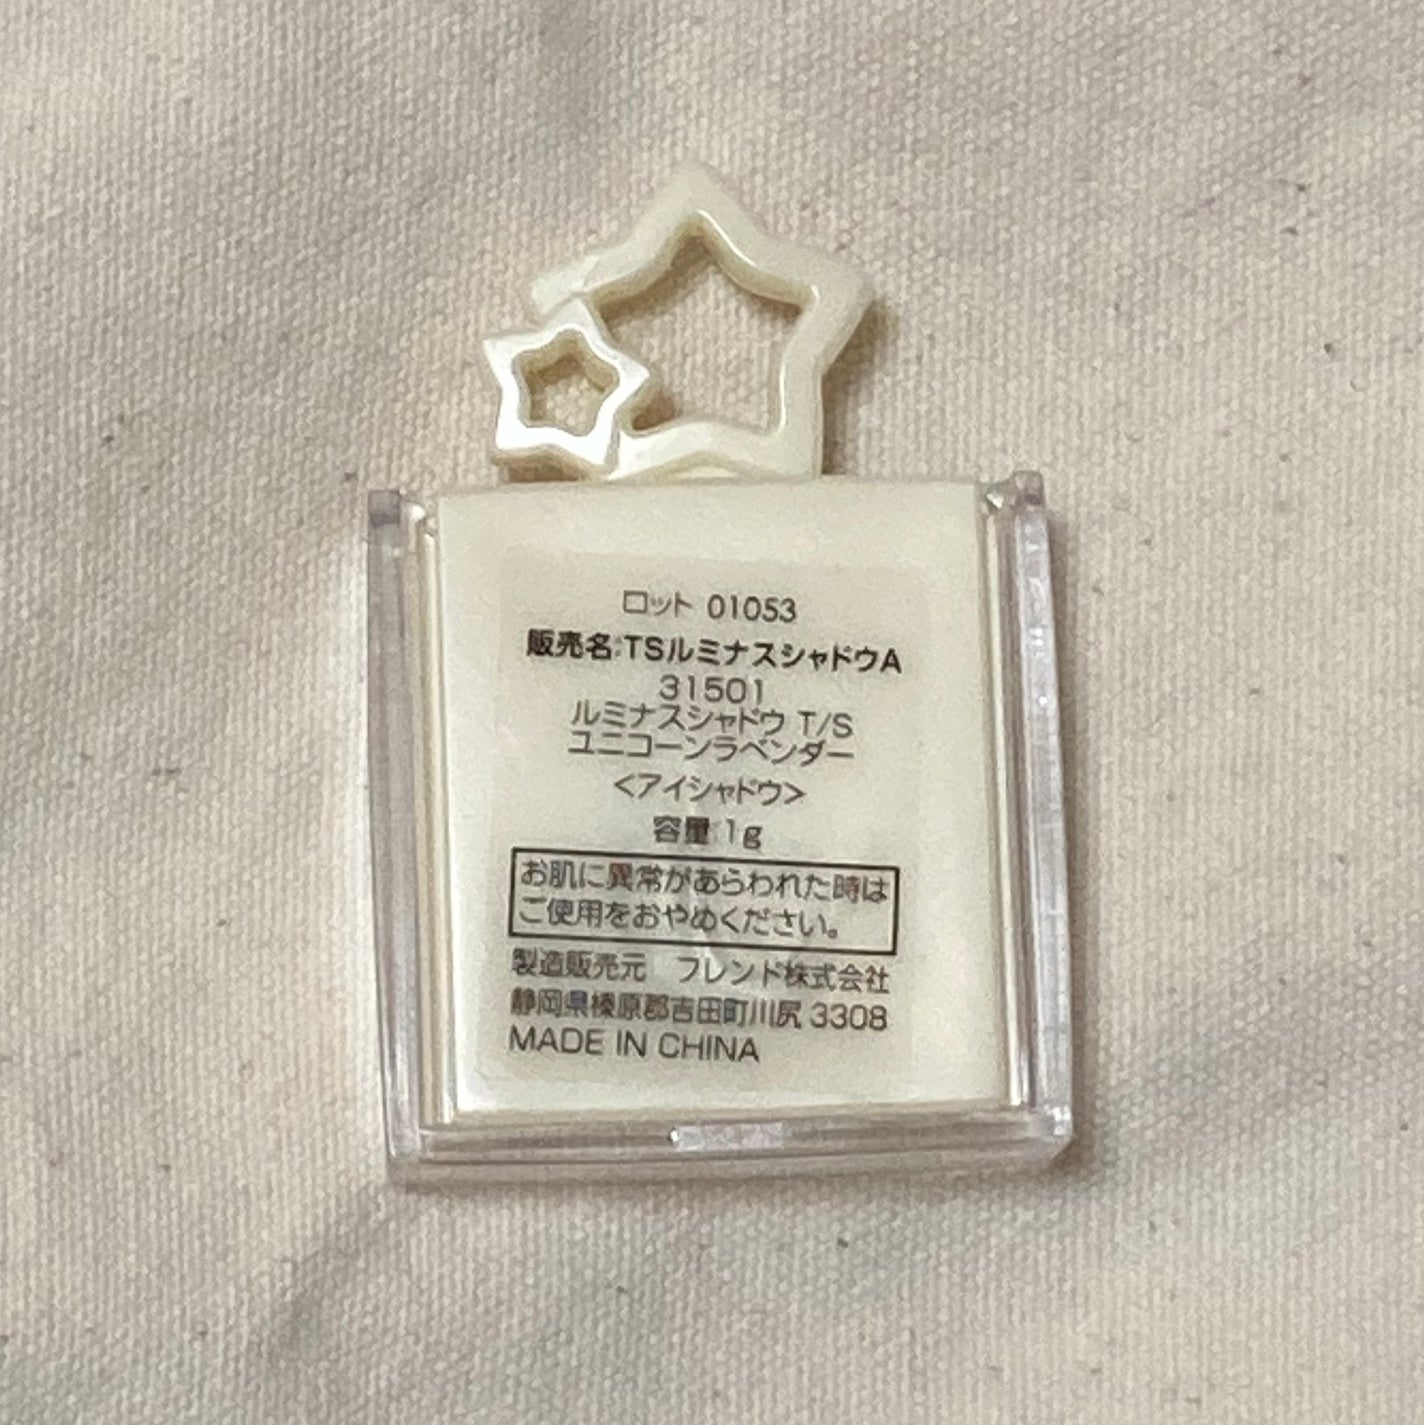 ロット 01053
販売名:TSルミナスシャドウA
31501
ルミナスシャドウ T/S
ユニコーンラベンダー
<アイシャドウ>
容量:1g
お肌に異常があらわれた時は
ご使用をおやめください。
製造販売元　フレンド株式会社
静岡県榛原郡吉田町川尻 3308
MADE IN CHINA